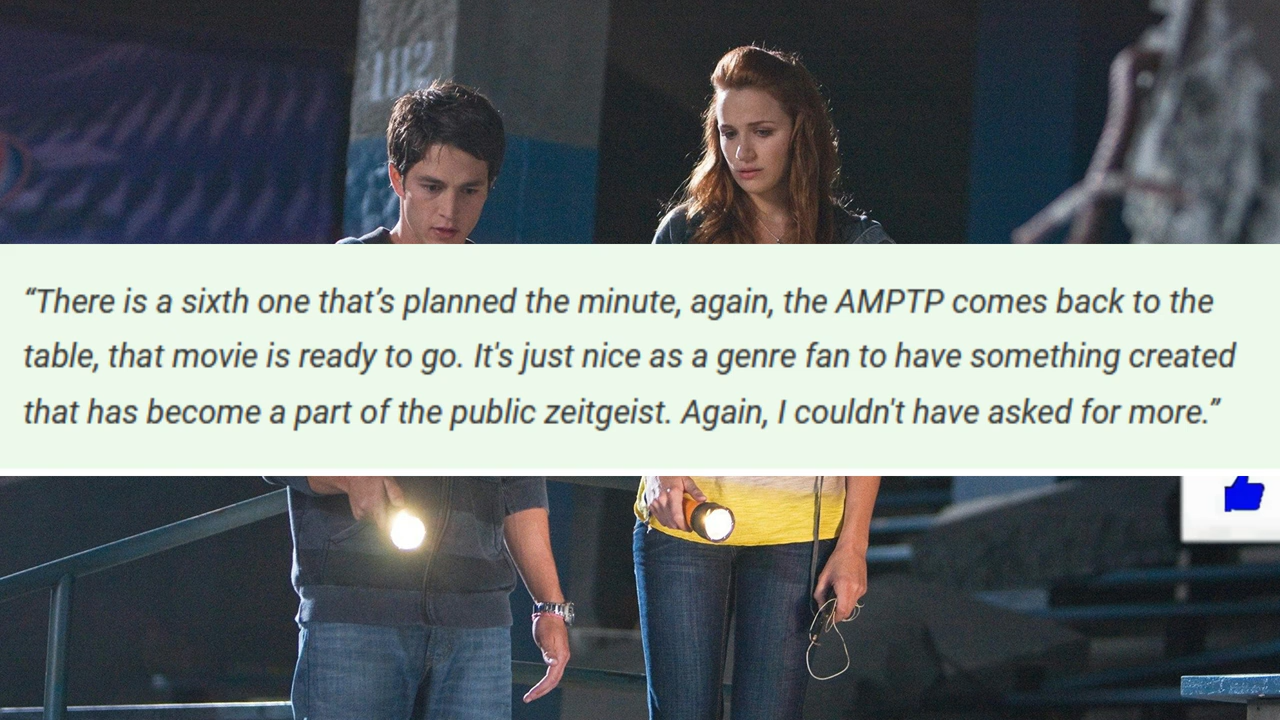 182
“There is a sixth one that’s planned the minute, again, the AMPTP comes back to the
table, that movie is ready to go. It's just nice as a genre fan to have something created
that has become a part of the public zeitgeist. Again, I couldn't have asked for more.”